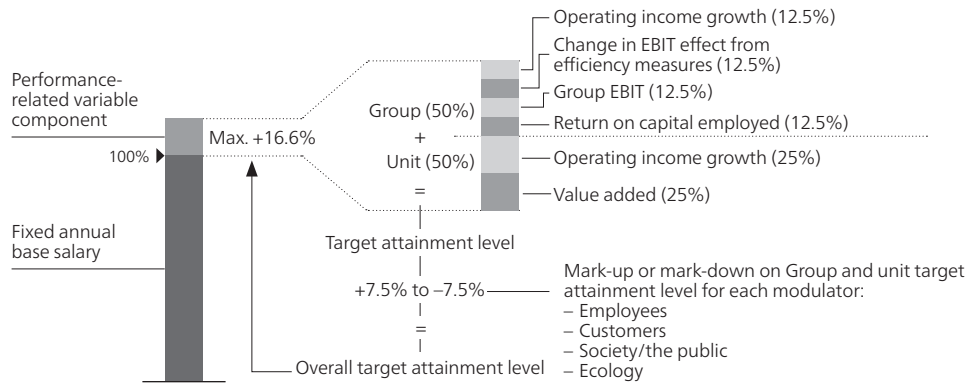 Performance-
related variable
component
100%
Fixed annual
base salary
Max. +16.6%
Group (50%)
+
Unit (50%)
=
Target attainment level
+7.5% to –7.5%
=
Overall target attainment level
Operating income growth (12.5%)
Change in EBIT effect from
efficiency measures (12.5%)
Group EBIT (12.5%)
Return on capital employed (12.5%)
Operating income growth (25%)
Value added (25%)
Mark-up or mark-down on Group and unit target
attainment level for each modulator:
– Employees
– Customers
– Society/the public
– Ecology